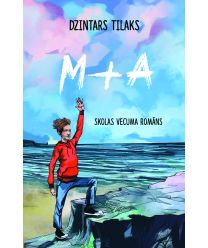 DZINTARS TILAKS
M+A
SKOLAS VECUMA ROMĀNS